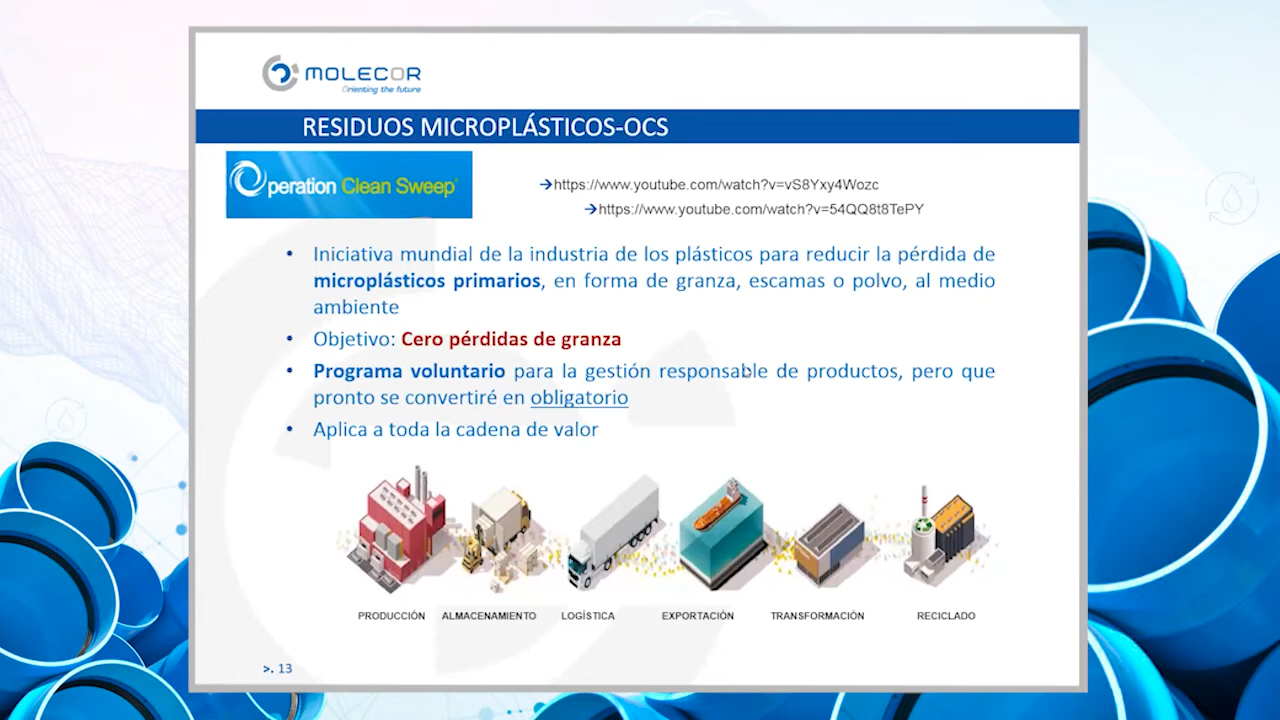 MOLECOR
Orienting the future
RESIDUOS MICROPLÁSTICOS-OCS
Operation Clean Sweep®
→https://www.youtube.com/watch?v=vS8Yxy4Wozc
→https://www.youtube.com/watch?v=54QQ8t8TePY
• Iniciativa mundial de la industria de los plásticos para reducir la pérdida de
microplásticos primarios, en forma de granza, escamas o polvo, al medio
ambiente
• Objetivo: Cero pérdidas de granza
• Programa voluntario para la gestión responsable de productos, pero que
pronto se convertiré en obligatorio
• Aplica a toda la cadena de valor
PRODUCCIÓN ALMACENAMIENTO LOGÍSTICA EXPORTACIÓN TRANSFORMACIÓN RECICLADO
>. 13